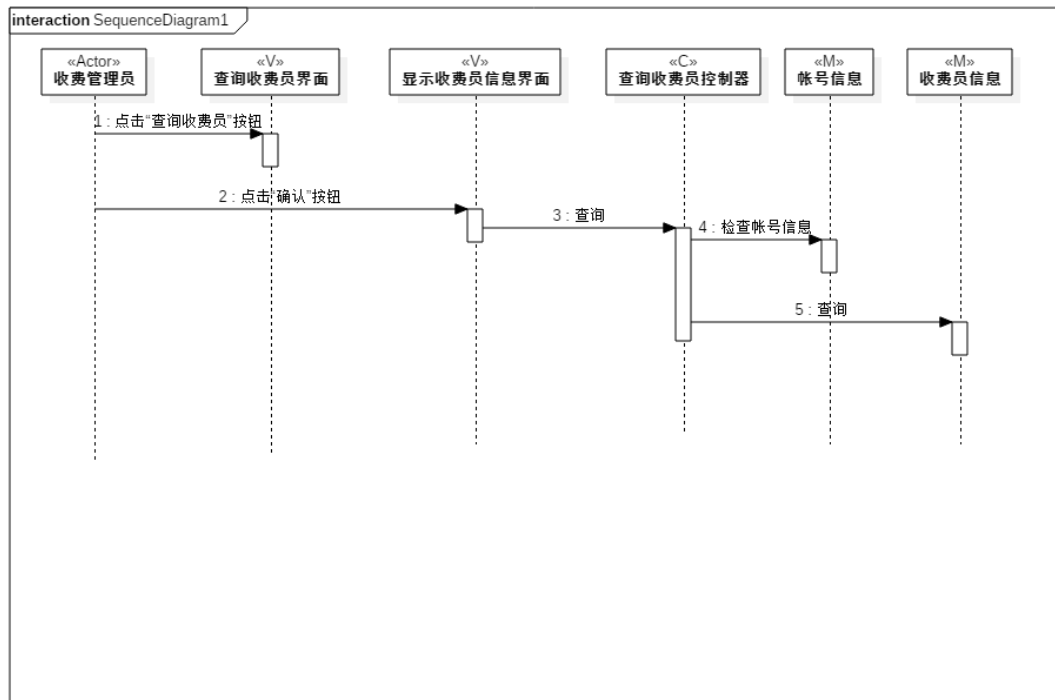 interaction SequenceDiagram1
«Actor»
收费管理员
«V»
查询收费员界面
«V»
显示收费员信息界面
«C»
查询收费员控制器
«M»
帐号信息
«M»
收费员信息
1 : 点击“查询收费员”按钮
2 : 点击“确认”按钮
3 : 查询
4 : 检查帐号信息
5 : 查询